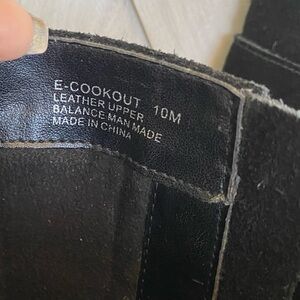 E-COOKOUT 10M
LEATHER UPPER
BALANCE MAN MADE
MADE IN CHINA